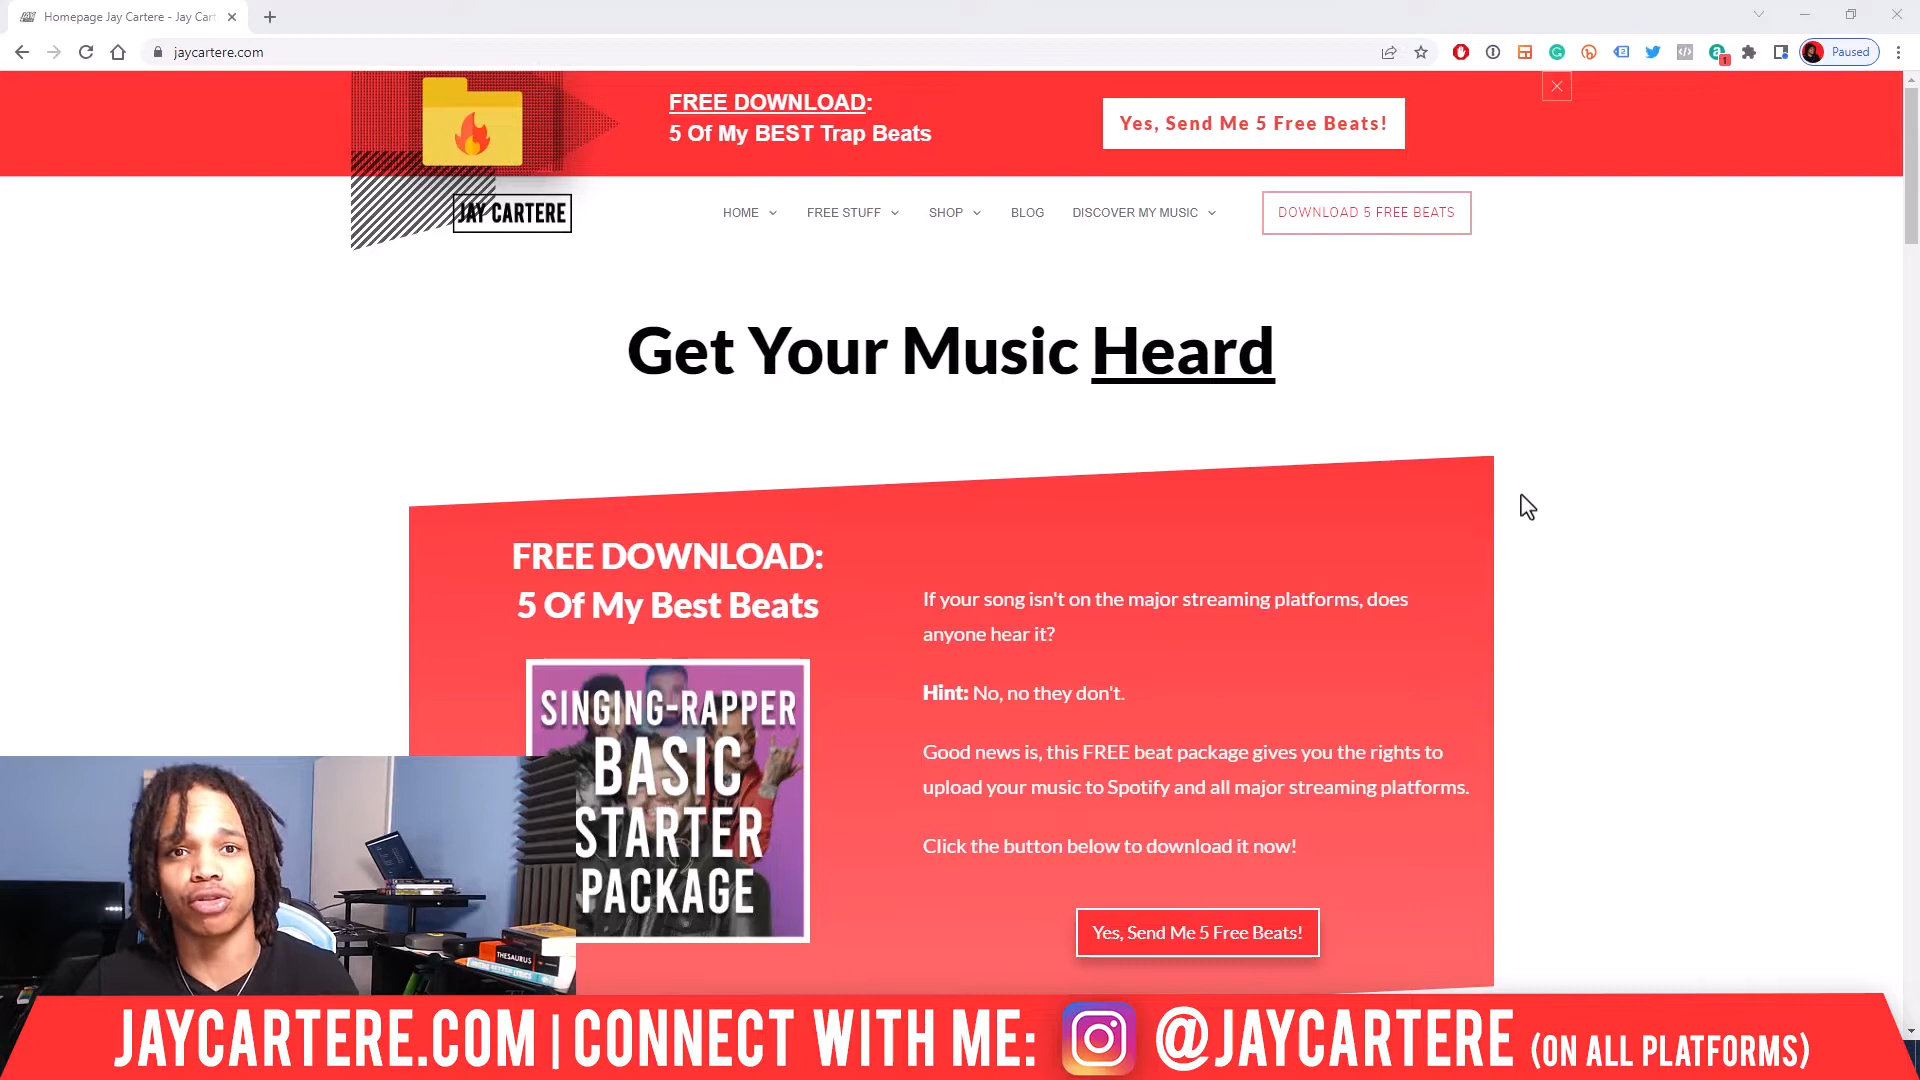 Homepage Jay Cartere - Jay Cart
jaycartere.com
Paused
1
FREE DOWNLOAD:
5 Of My BEST Trap Beats
Yes, Send Me 5 Free Beats!
JAY CARTERE
HOME
FREE STUFF
SHOP
BLOG
DISCOVER MY MUSIC
DOWNLOAD 5 FREE BEATS
Get Your Music Heard
FREE DOWNLOAD:
5 Of My Best Beats
SINGING-RAPPER
BASIC
STARTER
PACKAGE
If your song isn't on the major streaming platforms, does
anyone hear it?
Hint: No, no they don't.
Good news is, this FREE beat package gives you the rights to
upload your music to Spotify and all major streaming platforms.
Click the button below to download it now!
Yes, Send Me 5 Free Beats!
THESAURUS
JAYCARTERE.COM | CONNECT WITH ME: @JAYCARTERE (ON ALL PLATFORMS)